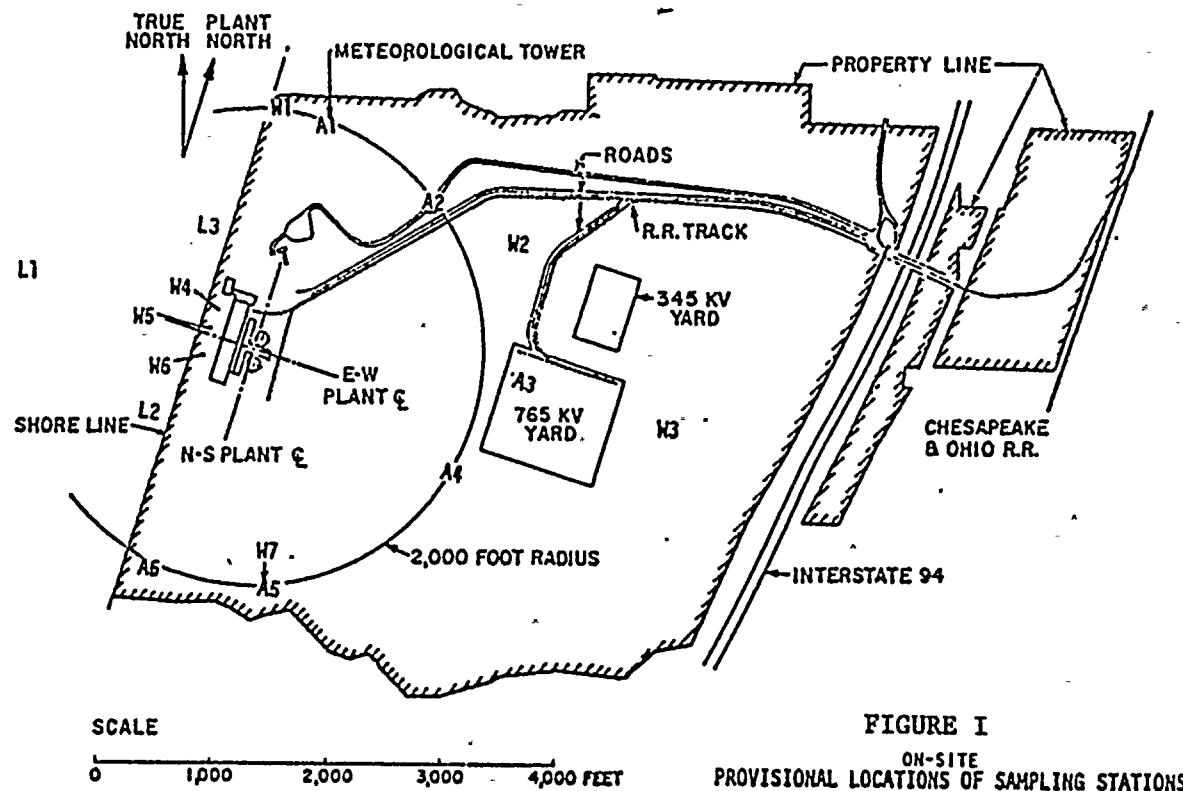 TRUE NORTH
PLANT NORTH
METEOROLOGICAL TOWER
PROPERTY LINE
W1
A1
ROADS
A2
L3
W2
R.R. TRACK
L1
W4
345 KV
YARD
W5
W6
E-W
PLANT ℄
A3
L2
765 KV
YARD
W3
SHORE LINE
N-S PLANT ℄
CHESAPEAKE
& OHIO R.R.
A4
W7
2,000 FOOT RADIUS
A6
A5
INTERSTATE 94
SCALE
0 1,000 2,000 3,000 4,000 FEET
FIGURE I
ON-SITE
PROVISIONAL LOCATIONS OF SAMPLING STATIONS